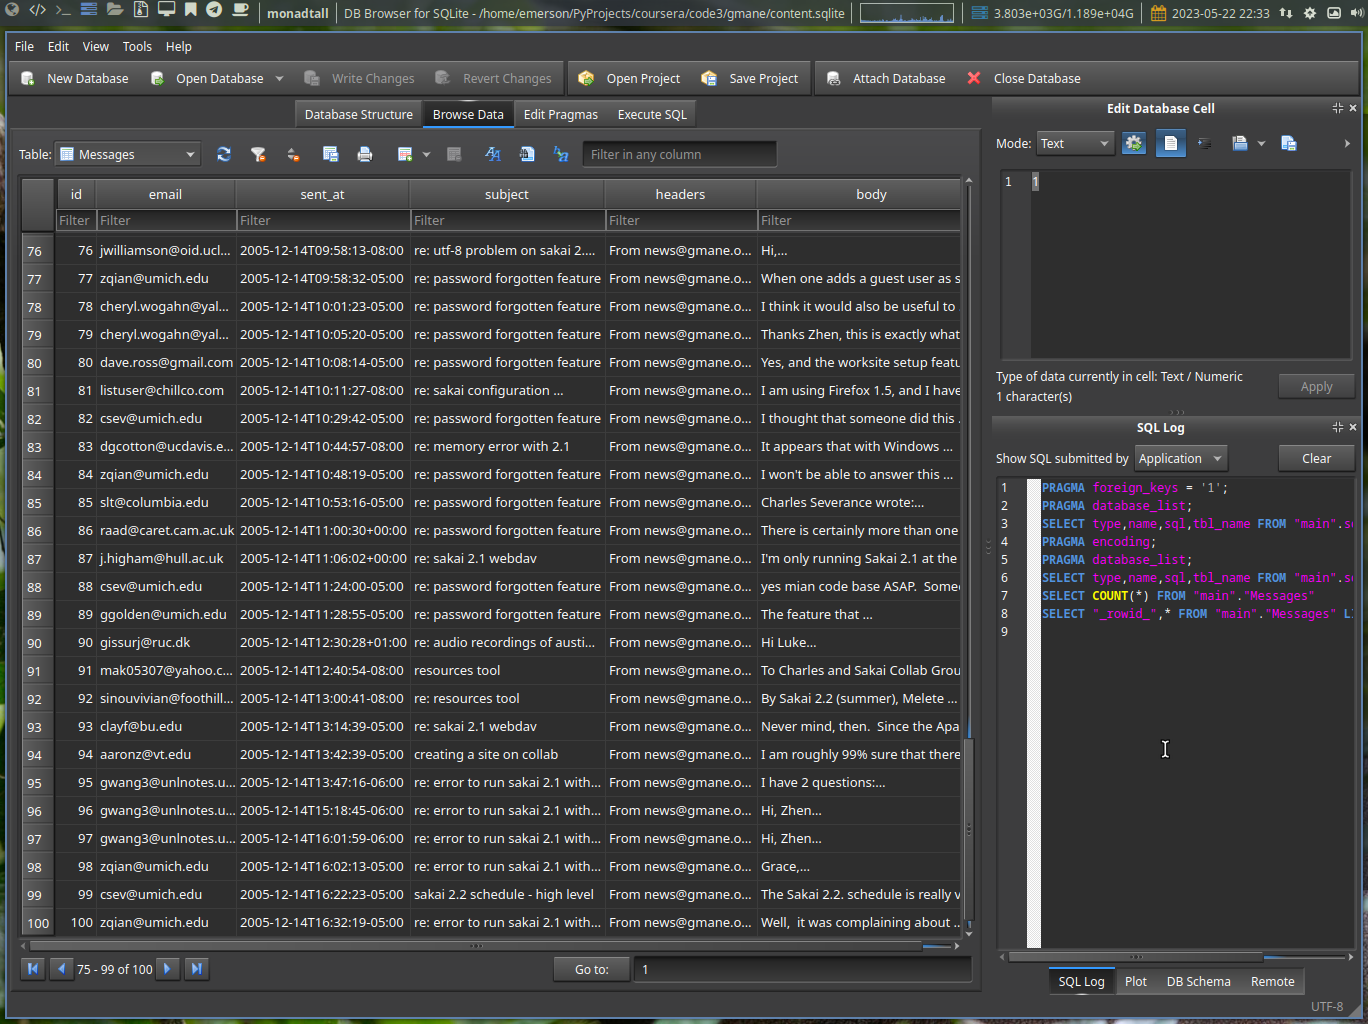 monadtall DB Browser for SQLite - /home/emerson/PyProjects/coursera/code3/gmane/content.sqlite 3.803e+03G/1.189e+04G 2023-05-22 22:33
File Edit View Tools Help
New Database Open Database Write Changes Revert Changes Open Project Save Project Attach Database Close Database
Database Structure Browse Data Edit Pragmas Execute SQL
Table: Messages Filter in any column
id email sent_at subject headers body
Filter Filter Filter Filter Filter Filter
76 76 jwilliamson@oid.ucl... 2005-12-14T09:58:13-08:00 re: utf-8 problem on sakai 2.... From news@gmane.o... Hi,...
77 77 zqian@umich.edu 2005-12-14T09:58:32-05:00 re: password forgotten feature From news@gmane.o... When one adds a guest user as s
78 78 cheryl.wogahn@yal... 2005-12-14T10:01:23-05:00 re: password forgotten feature From news@gmane.o... I think it would also be useful to
79 79 cheryl.wogahn@yal... 2005-12-14T10:05:20-05:00 re: password forgotten feature From news@gmane.o... Thanks Zhen, this is exactly what
80 80 dave.ross@gmail.com 2005-12-14T10:08:14-05:00 re: password forgotten feature From news@gmane.o... Yes, and the worksite setup featu
81 81 listuser@chillco.com 2005-12-14T10:11:27-08:00 re: sakai configuration ... From news@gmane.o... I am using Firefox 1.5, and I have
82 82 csev@umich.edu 2005-12-14T10:29:42-05:00 re: password forgotten feature From news@gmane.o... I thought that someone did this .
83 83 dgcotton@ucdavis.e... 2005-12-14T10:44:57-08:00 re: memory error with 2.1 From news@gmane.o... It appears that with Windows ...
84 84 zqian@umich.edu 2005-12-14T10:48:19-05:00 re: password forgotten feature From news@gmane.o... I won't be able to answer this ...
85 85 slt@columbia.edu 2005-12-14T10:53:16-05:00 re: password forgotten feature From news@gmane.o... Charles Severance wrote:...
86 86 raad@caret.cam.ac.uk 2005-12-14T11:00:30+00:00 re: password forgotten feature From news@gmane.o... There is certainly more than one
87 87 j.higham@hull.ac.uk 2005-12-14T11:06:02+00:00 re: sakai 2.1 webdav From news@gmane.o... I'm only running Sakai 2.1 at the
88 88 csev@umich.edu 2005-12-14T11:24:00-05:00 re: password forgotten feature From news@gmane.o... yes mian code base ASAP. Some
89 89 ggolden@umich.edu 2005-12-14T11:28:55-05:00 re: password forgotten feature From news@gmane.o... The feature that ...
90 90 gissurj@ruc.dk 2005-12-14T12:30:28+01:00 re: audio recordings of austi... From news@gmane.o... Hi Luke...
91 91 mak05307@yahoo.c... 2005-12-14T12:40:54-08:00 resources tool From news@gmane.o... To Charles and Sakai Collab Grou
92 92 sinouvivian@foothill... 2005-12-14T13:00:41-08:00 re: resources tool From news@gmane.o... By Sakai 2.2 (summer), Melete ...
93 93 clayf@bu.edu 2005-12-14T13:14:39-05:00 re: sakai 2.1 webdav From news@gmane.o... Never mind, then. Since the Apa
94 94 aaronz@vt.edu 2005-12-14T13:42:39-05:00 creating a site on collab From news@gmane.o... I am roughly 99% sure that there
95 95 gwang3@unlnotes.u... 2005-12-14T13:47:16-06:00 re: error to run sakai 2.1 with... From news@gmane.o... I have 2 questions:...
96 96 gwang3@unlnotes.u... 2005-12-14T15:18:45-06:00 re: error to run sakai 2.1 with... From news@gmane.o... Hi, Zhen...
97 97 gwang3@unlnotes.u... 2005-12-14T16:01:59-06:00 re: error to run sakai 2.1 with... From news@gmane.o... Hi, Zhen...
98 98 zqian@umich.edu 2005-12-14T16:02:13-05:00 re: error to run sakai 2.1 with... From news@gmane.o... Grace,...
99 99 csev@umich.edu 2005-12-14T16:22:23-05:00 sakai 2.2 schedule - high level From news@gmane.o... The Sakai 2.2. schedule is really v
100 100 zqian@umich.edu 2005-12-14T16:32:19-05:00 re: error to run sakai 2.1 with... From news@gmane.o... Well, it was complaining about ..
75 - 99 of 100 Go to: 1
Edit Database Cell
Mode: Text
1 1
Type of data currently in cell: Text / Numeric
1 character(s)
Apply
SQL Log
Show SQL submitted by Application Clear
1 PRAGMA foreign_keys = '1';
2 PRAGMA database_list;
3 SELECT type,name,sql,tbl_name FROM "main".s
4 PRAGMA encoding;
5 PRAGMA database_list;
6 SELECT type,name,sql,tbl_name FROM "main".s
7 SELECT COUNT(*) FROM "main"."Messages"
8 SELECT "_rowid_",* FROM "main"."Messages" L
9
SQL Log Plot DB Schema Remote
UTF-8